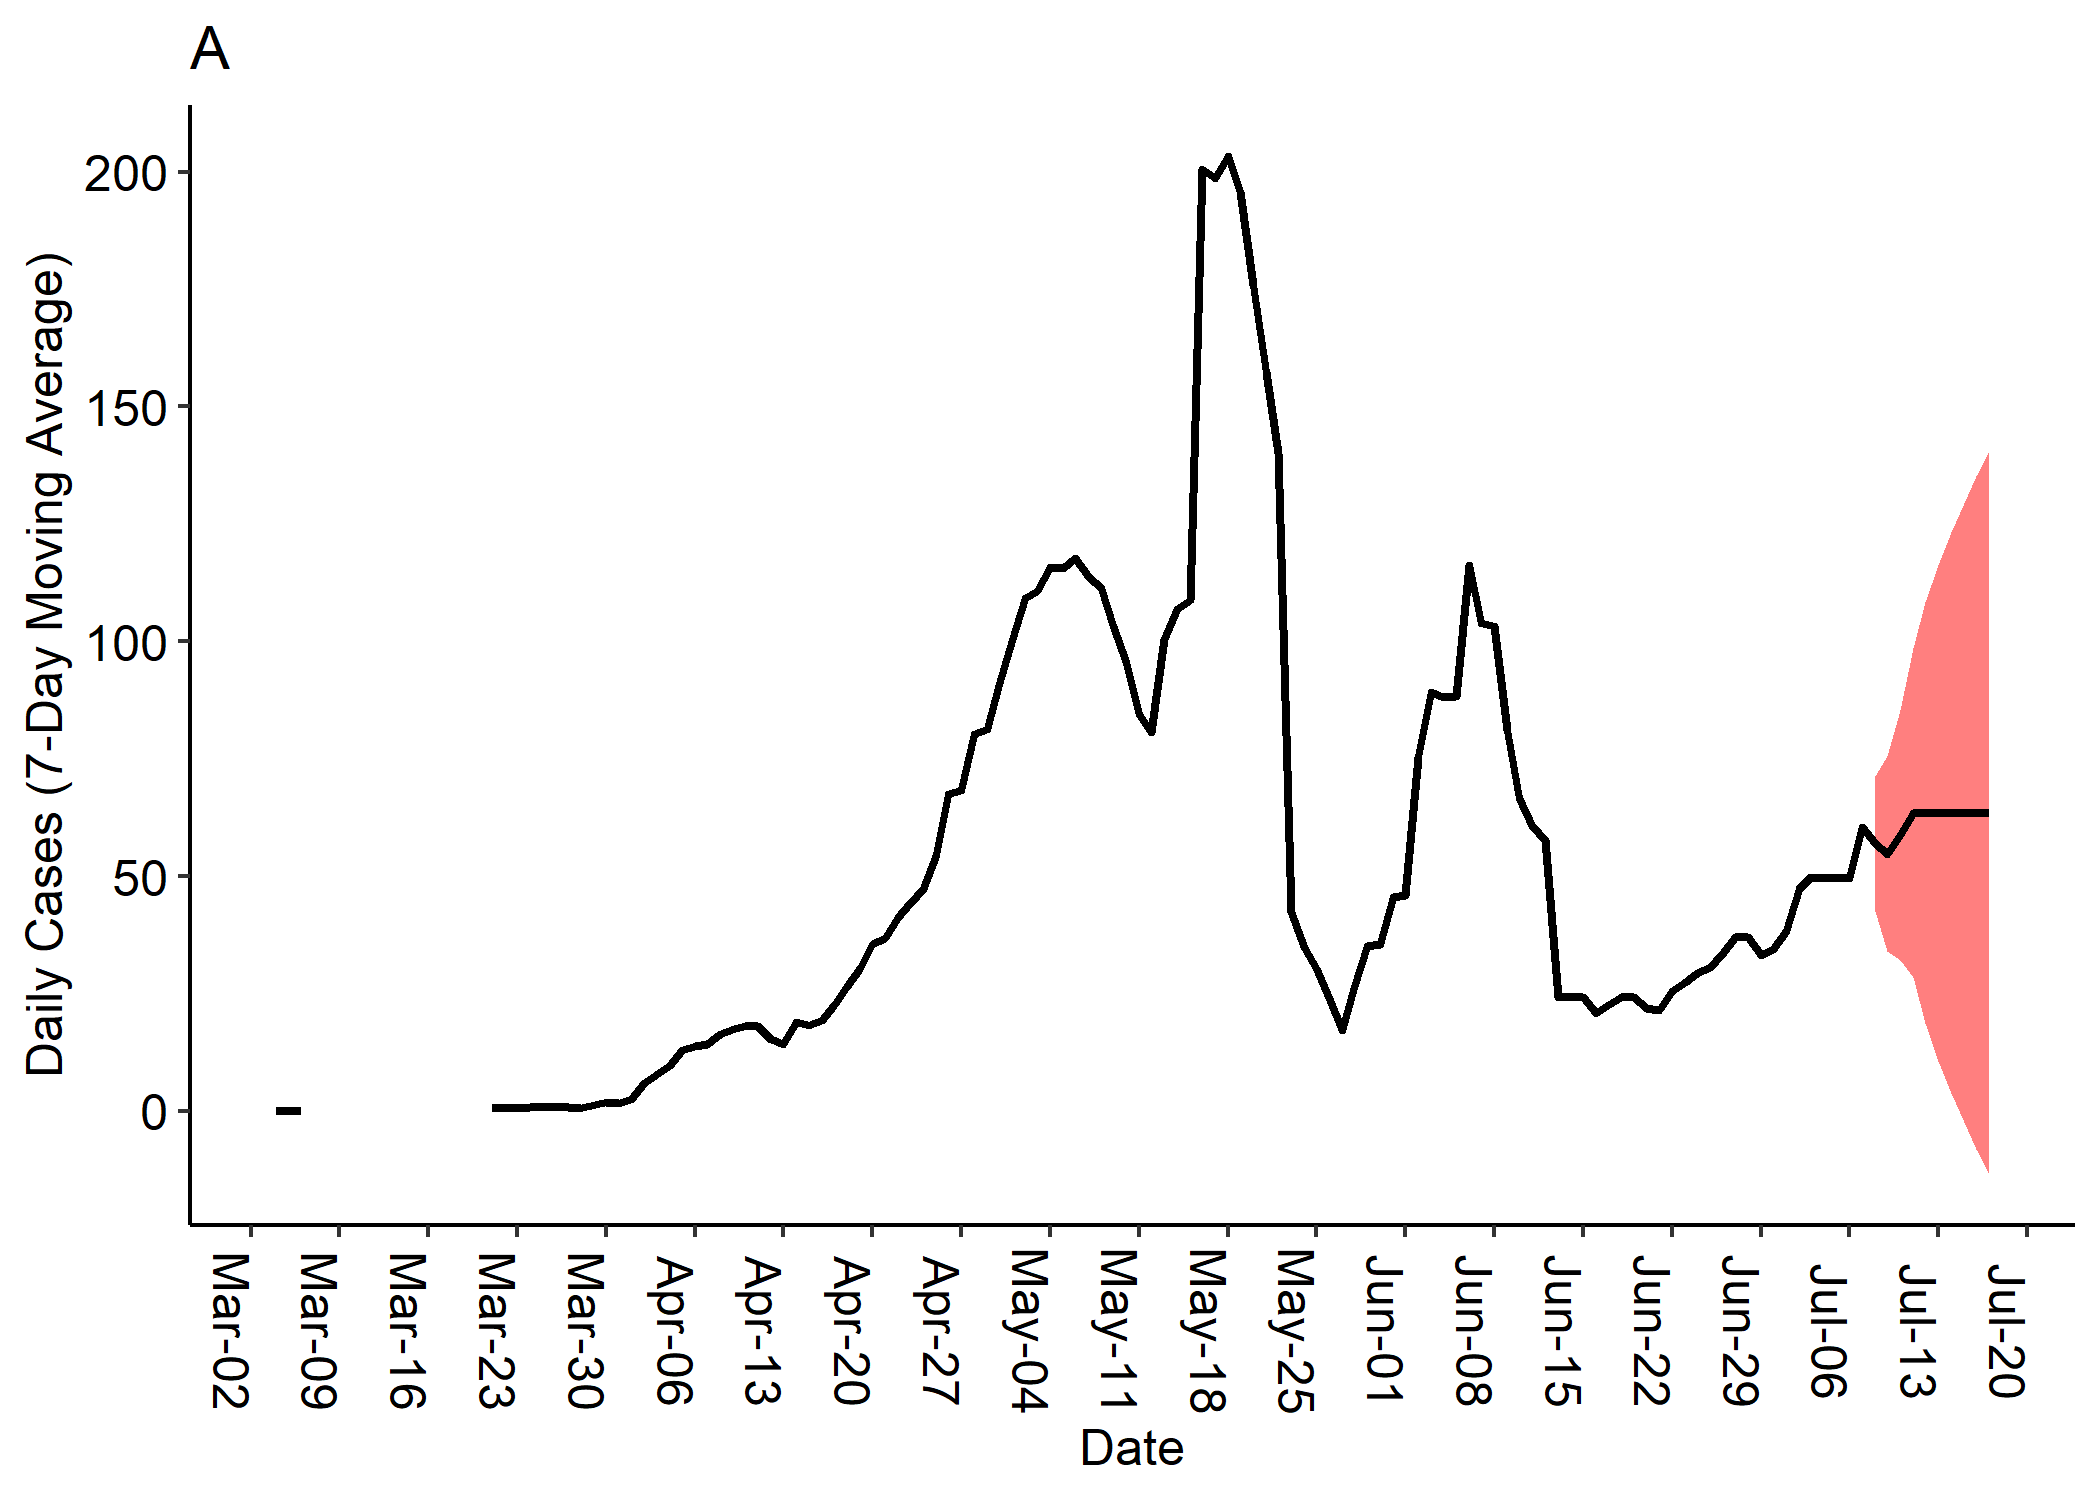 A
Daily Cases (7-Day Moving Average)
200
150
100
50
0
Mar-02
Mar-09
Mar-16
Mar-23
Mar-30
Apr-06
Apr-13
Apr-20
Apr-27
May-04
May-11
May-18
May-25
Jun-01
Jun-08
Jun-15
Jun-22
Jun-29
Jul-06
Jul-13
Jul-20
Date